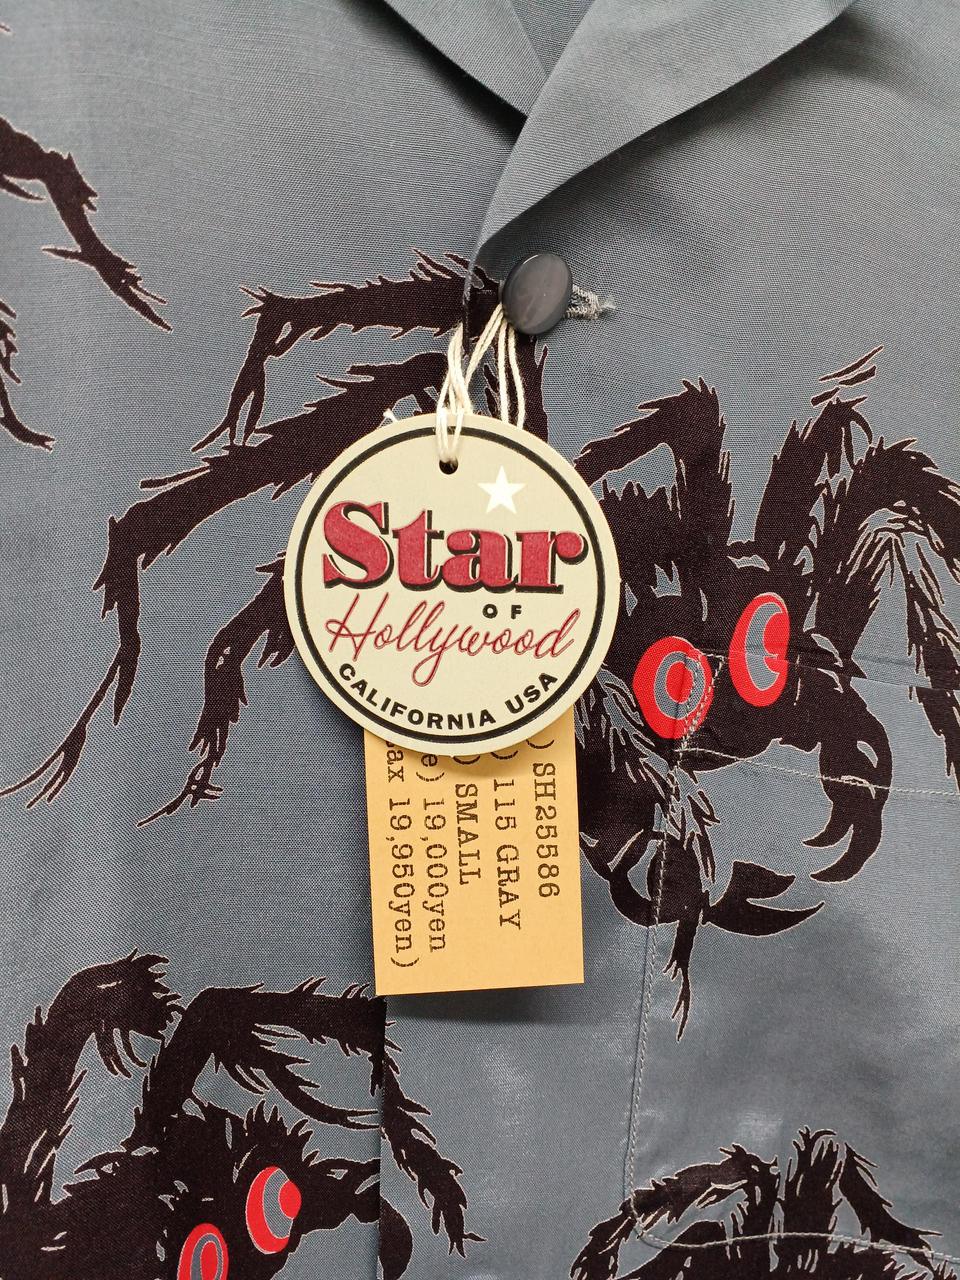 Star
OF
Hollywood
CALIFORNIA USA
) SH25586
) 115 GRAY
) SMALL
e) 19,000yen
ax 19,950yen)